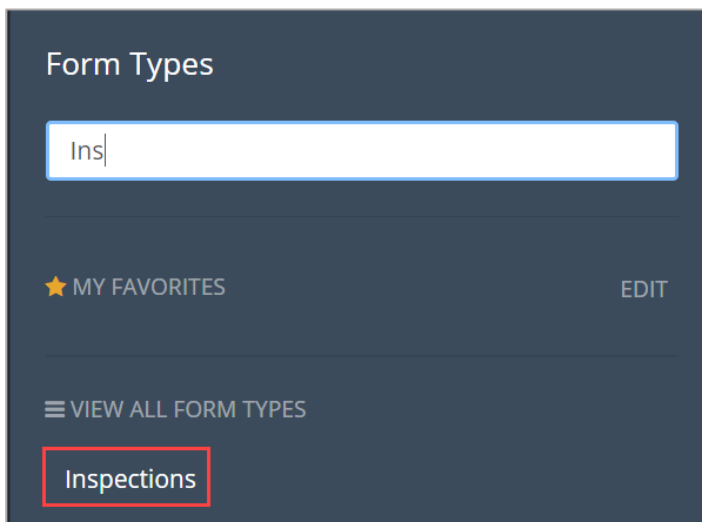 Form Types
Ins
MY FAVORITES EDIT
VIEW ALL FORM TYPES
Inspections